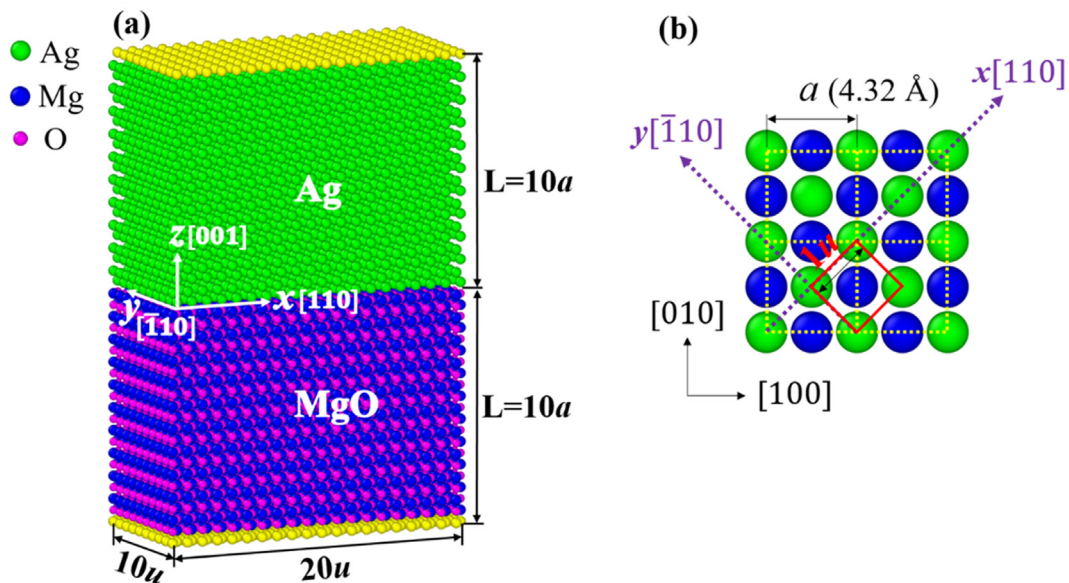 (a)
Ag
Mg
O
Ag
z[001]
y[1̅10]
x[110]
MgO
L=10a
L=10a
10u
20u
(b)
a (4.32 Å)
x[110]
y[1̅10]
1u
[010]
[100]